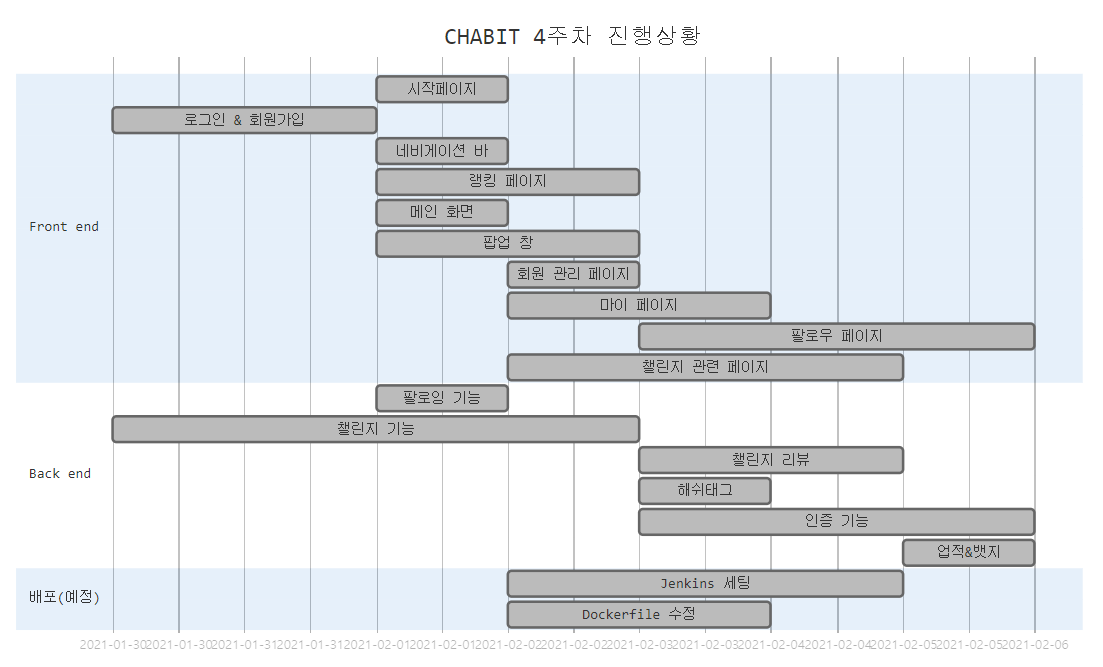 CHABIT 4주차 진행상황
시작페이지
로그인 & 회원가입
네비게이션 바
랭킹 페이지
메인 화면
Front end
팝업 창
회원 관리 페이지
마이 페이지
팔로우 페이지
챌린지 관련 페이지
팔로잉 기능
챌린지 기능
챌린지 리뷰
Back end
해쉬태그
인증 기능
업적&뱃지
Jenkins 세팅
배포(예정)
Dockerfile 수정
2021-01-30 2021-01-30 2021-01-31 2021-01-31 2021-02-01 2021-02-01 2021-02-02 2021-02-02 2021-02-03 2021-02-03 2021-02-04 2021-02-04 2021-02-05 2021-02-05 2021-02-06